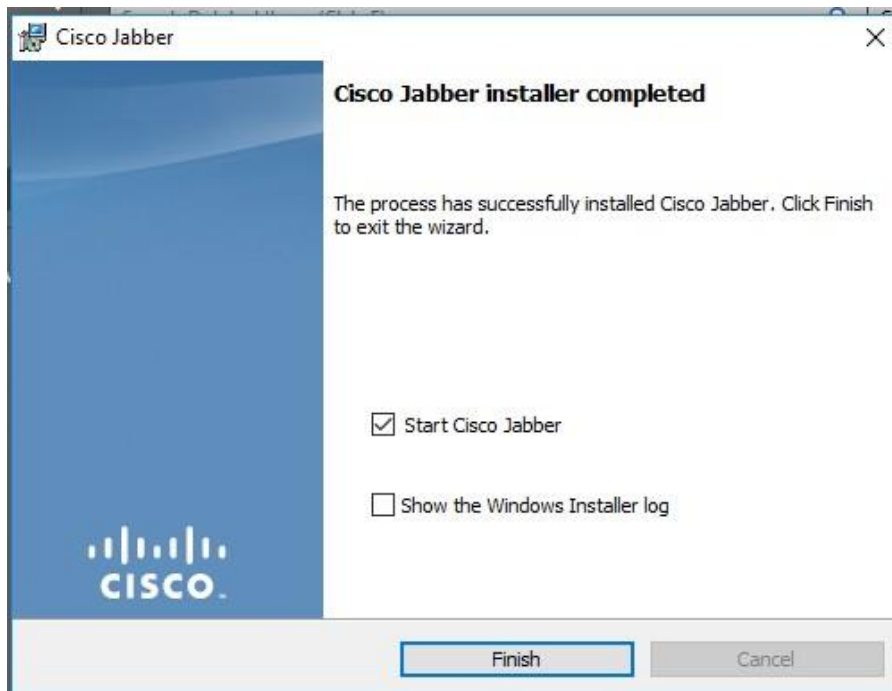 Cisco Jabber
Cisco Jabber installer completed
The process has successfully installed Cisco Jabber. Click Finish
to exit the wizard.
Start Cisco Jabber
Show the Windows Installer log
CISCO.
Finish
Cancel